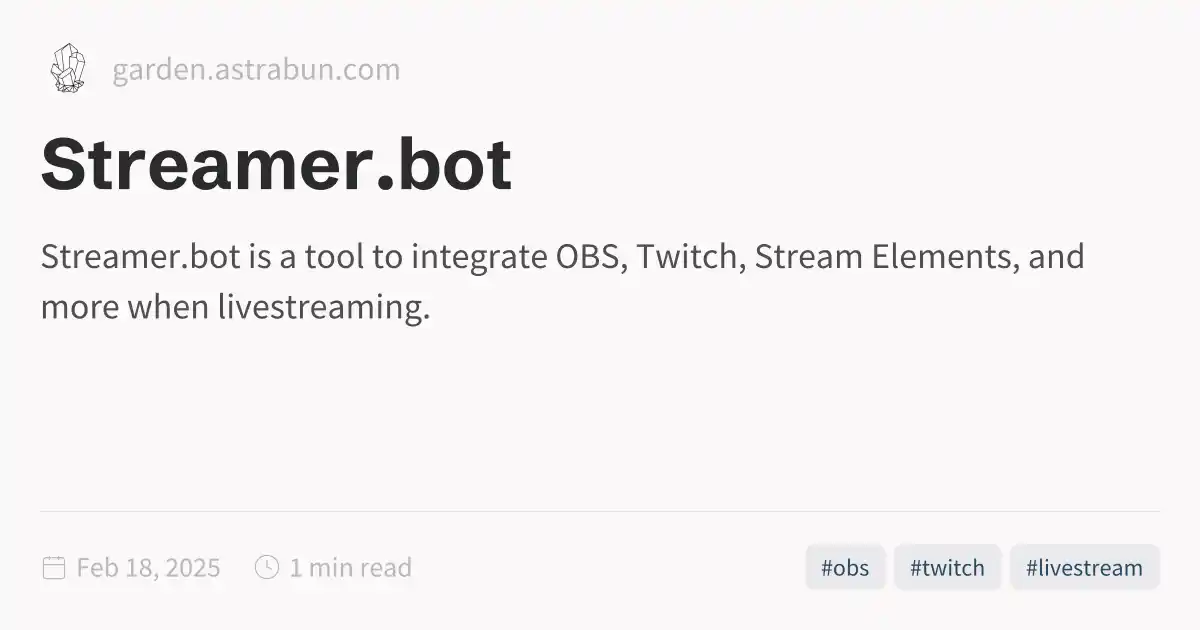 garden.astrabun.com
Streamer.bot
Streamer.bot is a tool to integrate OBS, Twitch, Stream Elements, and
more when livestreaming.
Feb 18, 2025 1 min read #obs #twitch #livestream